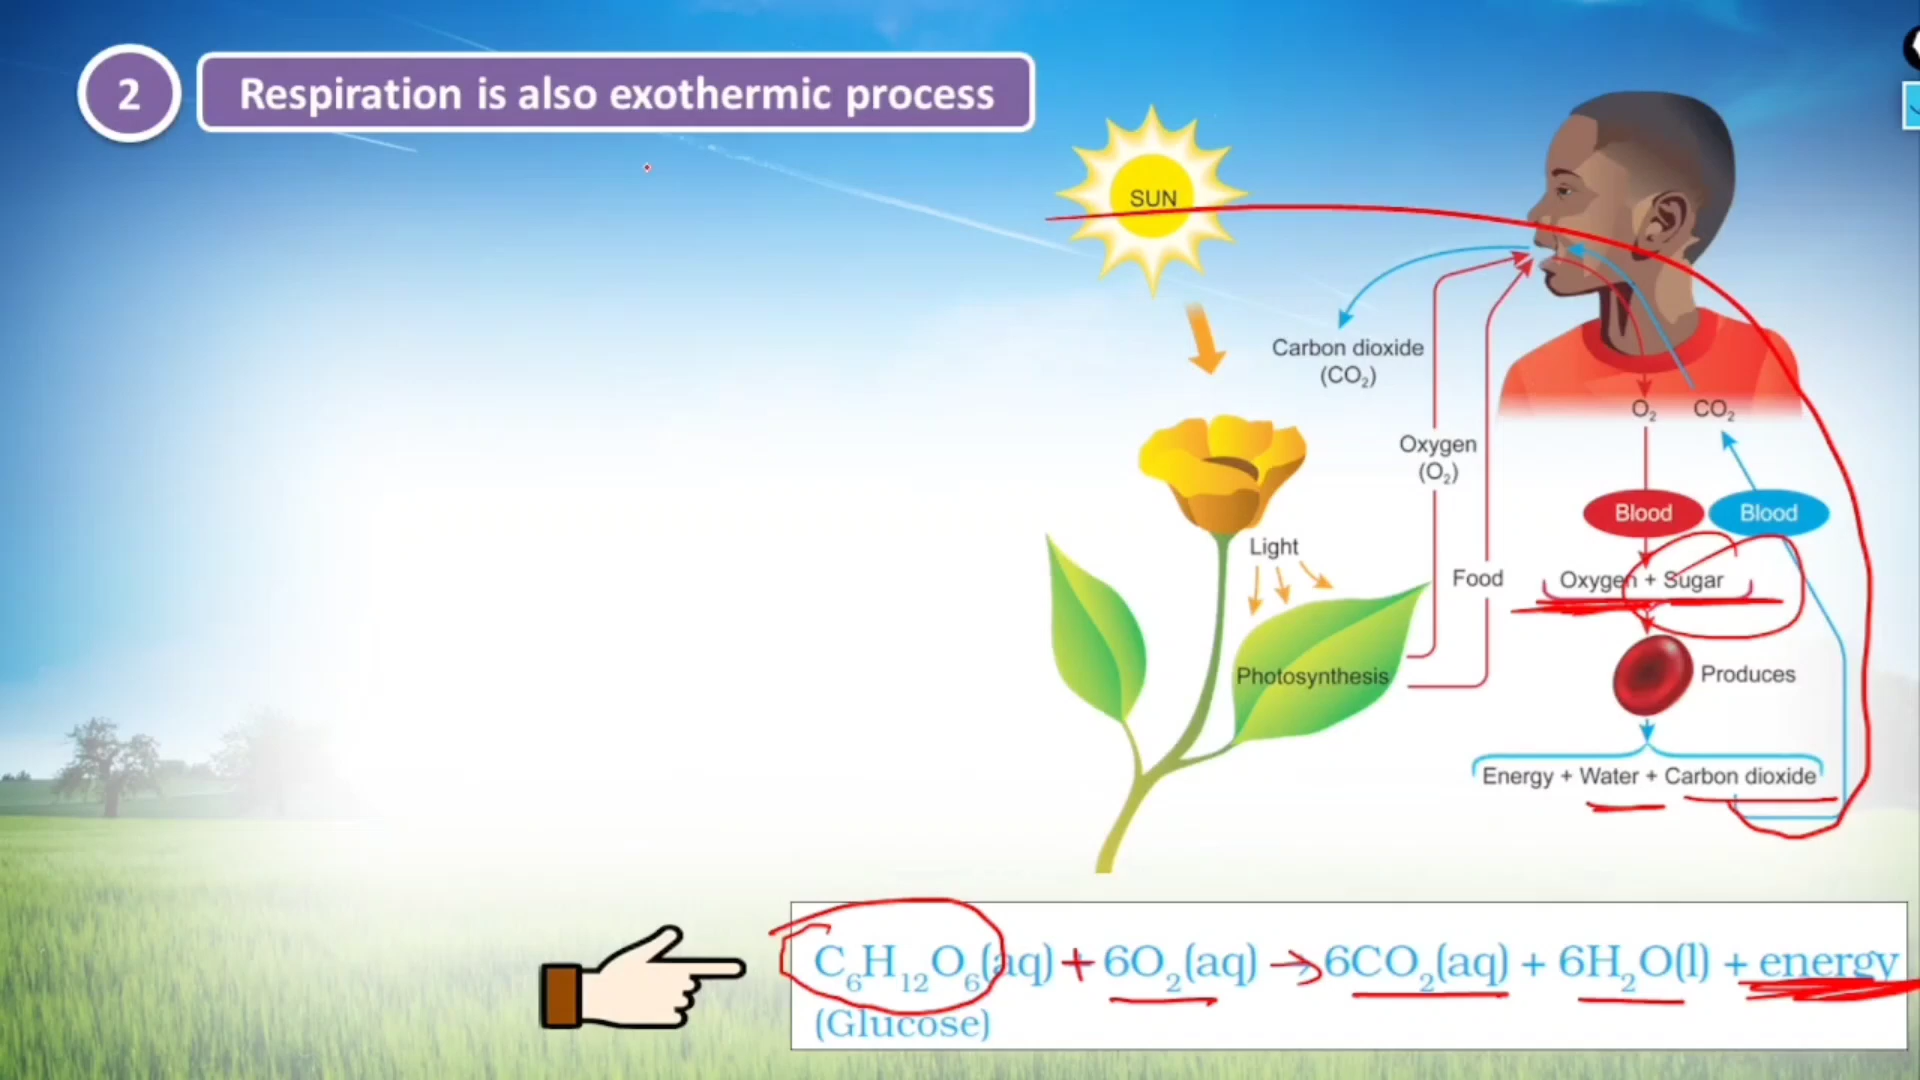 2
Respiration is also exothermic process
SUN
Carbon dioxide
(CO₂)
O₂
CO₂
Oxygen
(O₂)
Blood
Blood
Light
Food
Oxygen + Sugar
Photosynthesis
Produces
Energy + Water + Carbon dioxide
C₆H₁₂O₆(aq) + 6O₂(aq) → 6CO₂(aq) + 6H₂O(l) + energy
(Glucose)